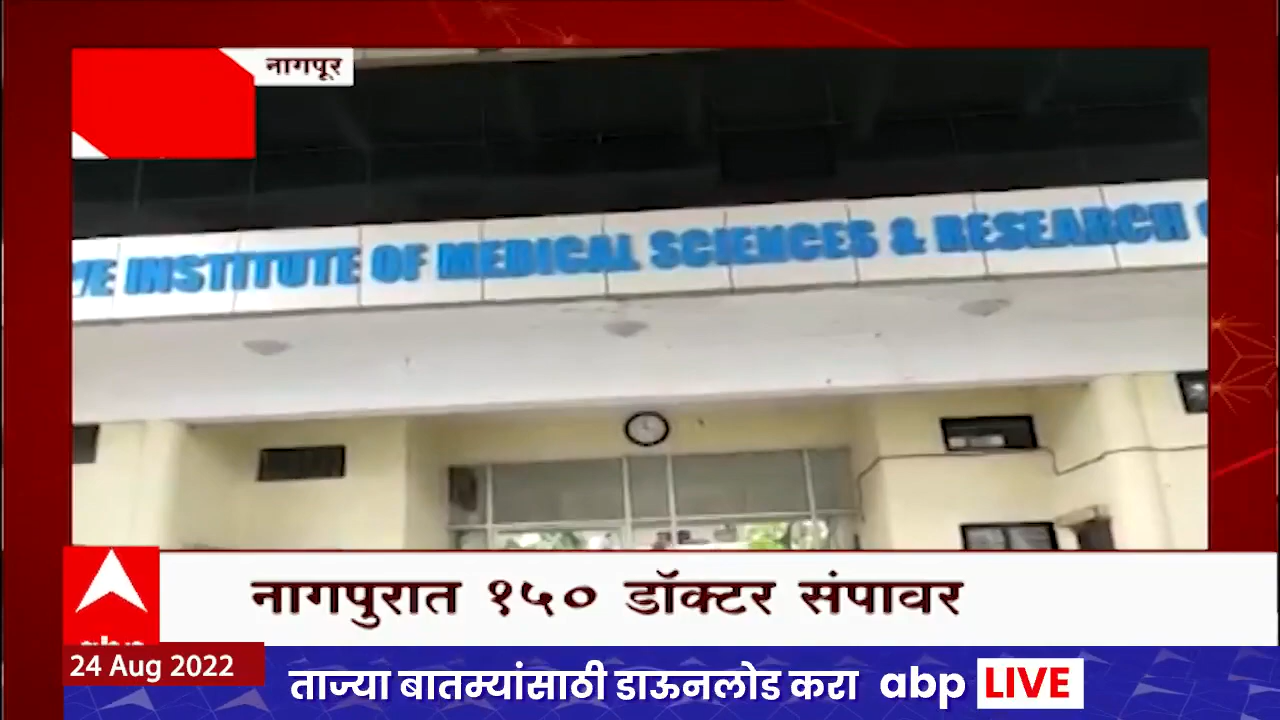 नागपूर
INSTITUTE OF MEDICAL SCIENCES & RESEARCH
नागपुरात १५० डॉक्टर संपावर
24 Aug 2022
ताज्या बातम्यांसाठी डाऊनलोड करा abp LIVE